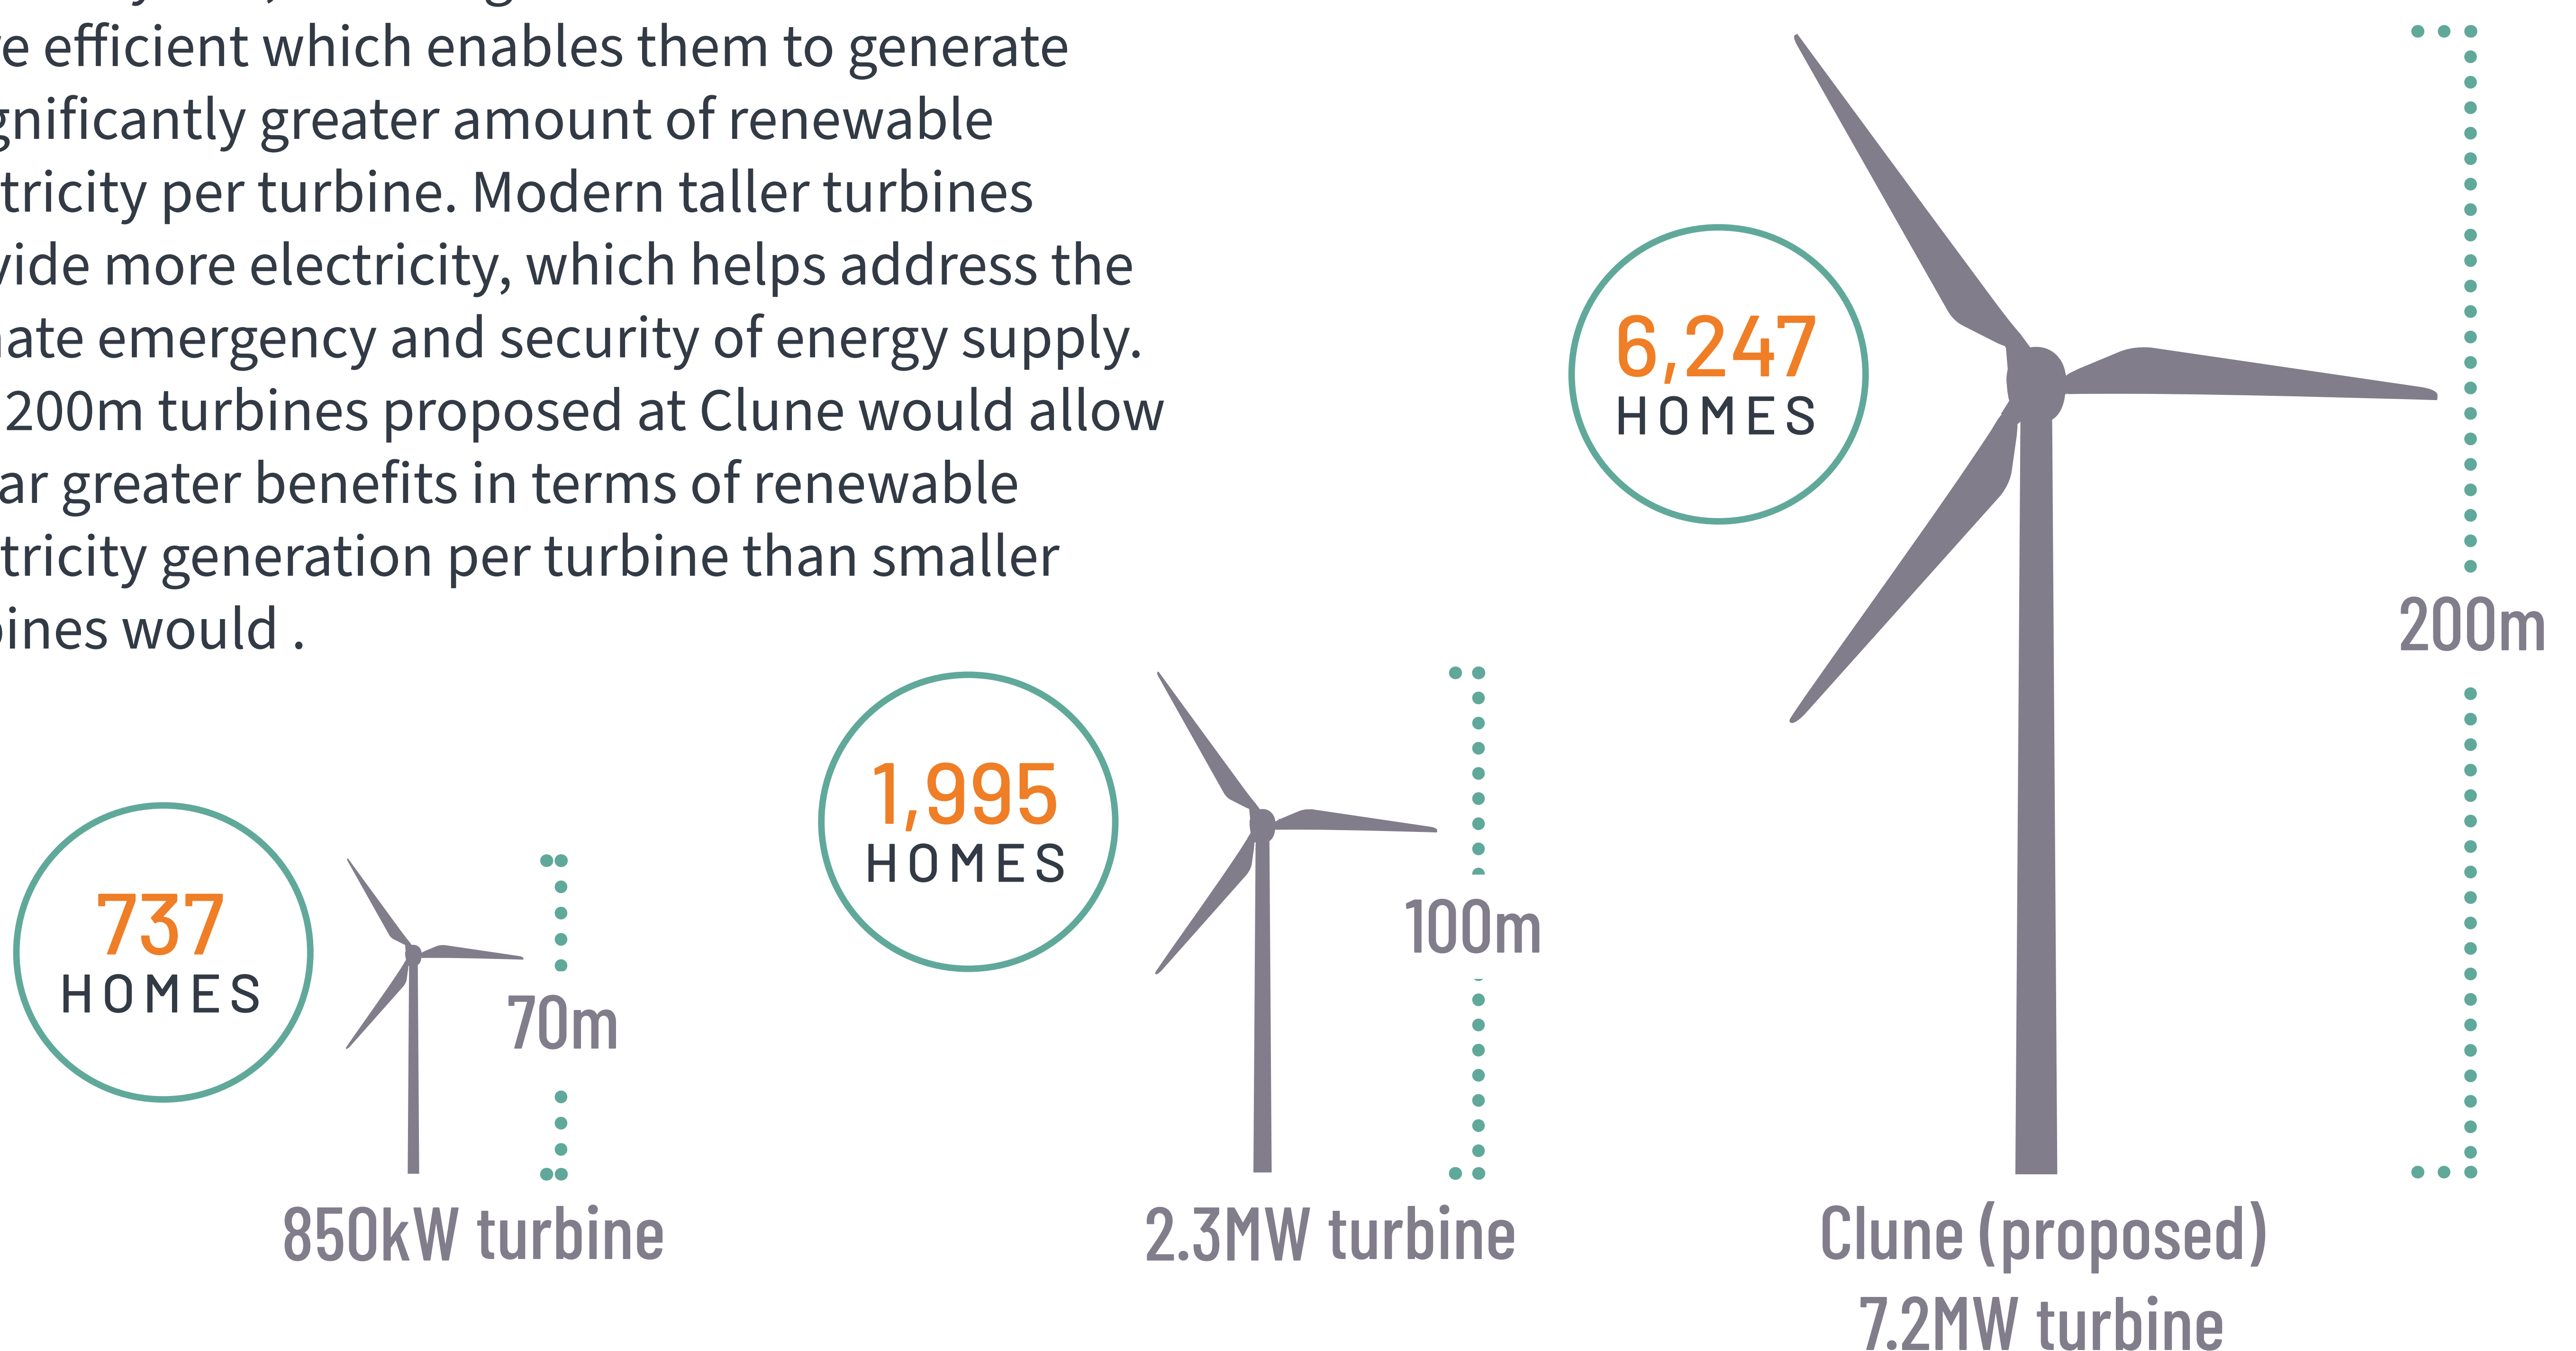 e efficient which enables them to generate
gnificantly greater amount of renewable
tricity per turbine. Modern taller turbines
vide more electricity, which helps address the
ate emergency and security of energy supply.
200m turbines proposed at Clune would allow
ar greater benefits in terms of renewable
tricity generation per turbine than smaller
ines would .
6,247
HOMES
200m
1,995
HOMES
100m
737
HOMES
70m
850kW turbine
2.3MW turbine
Clune (proposed)
7.2MW turbine